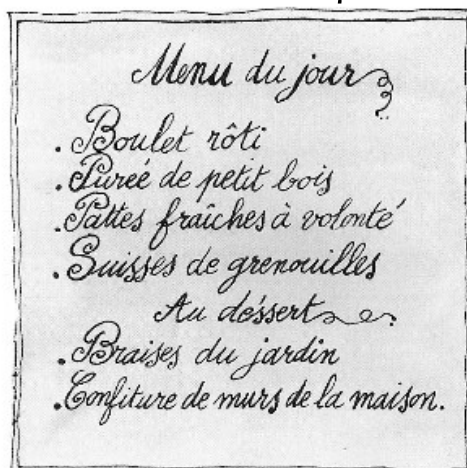 Menu du jour
. Boulet rôti
. Purée de petit bois
. Pattes fraîches à volonté
. Suisses de grenouilles
Au déssert
. Braises du jardin
. Confiture de murs de la maison.